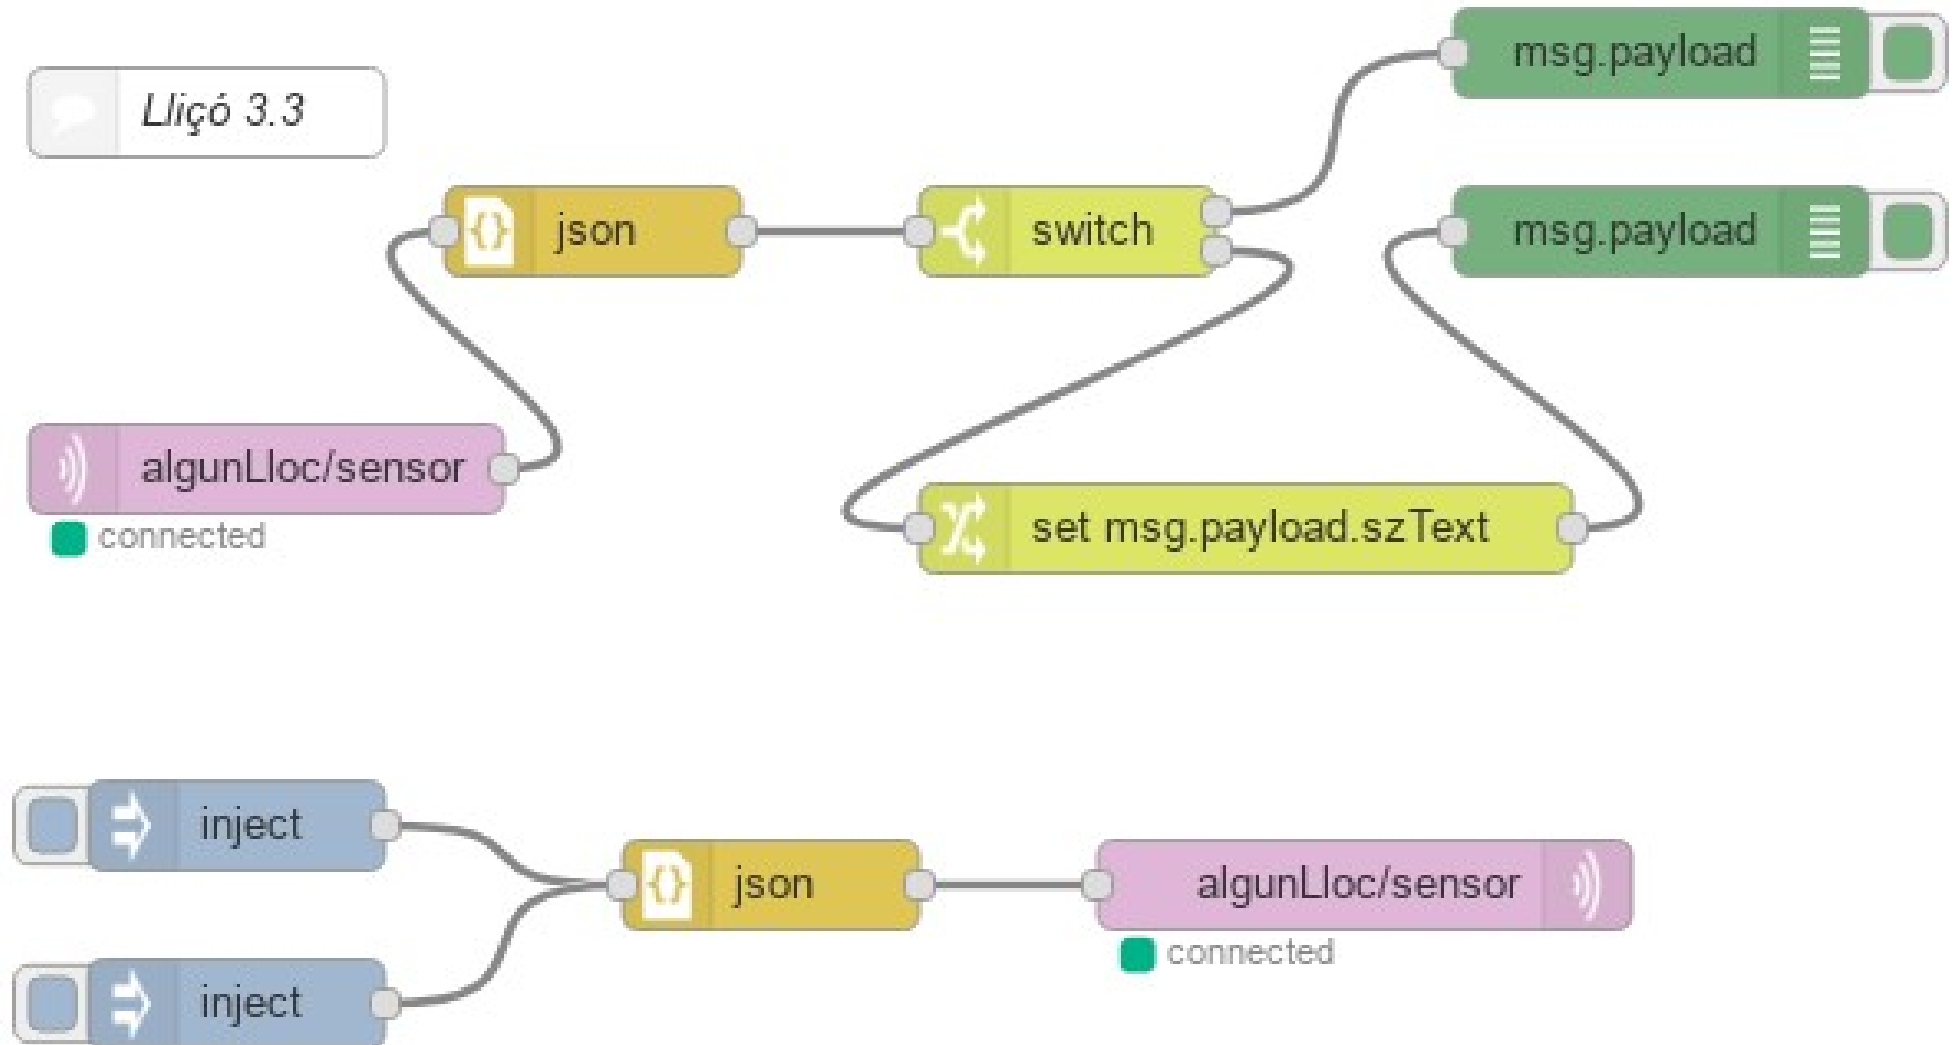 msg.payload
Lliçó 3.3
json
switch
msg.payload
algunLloc/sensor
connected
set msg.payload.szText
inject
json
algunLloc/sensor
connected
inject